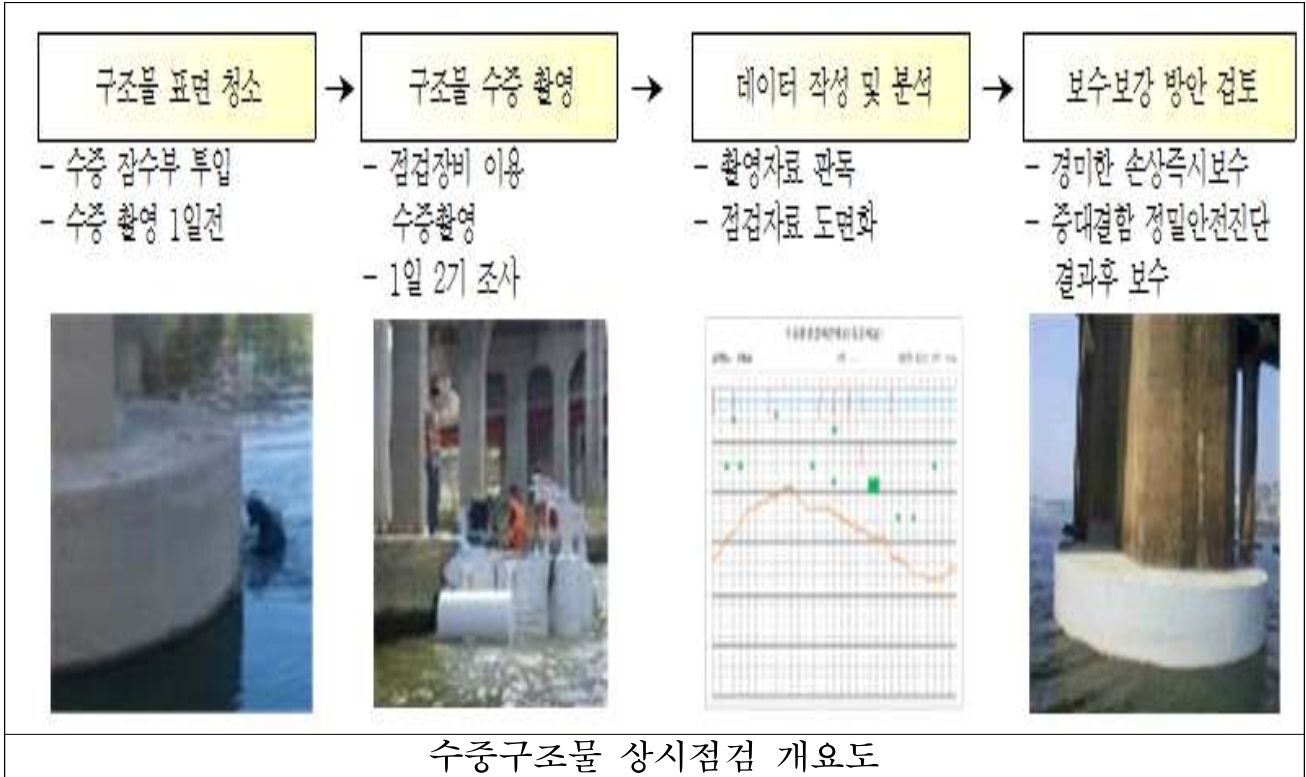 구조물 표면 청소
- 수중 잠수부 투입
- 수중 촬영 1일전
구조물 수중 촬영
- 점검장비 이용
수중촬영
- 1일 2기 조사
데이터 작성 및 분석
- 촬영자료 판독
- 점검자료 도면화
보수·보강 방안 검토
- 경미한 손상즉시보수
- 중대결함 정밀안전진단
결과후 보수
수중구조물 상시점검 개요도